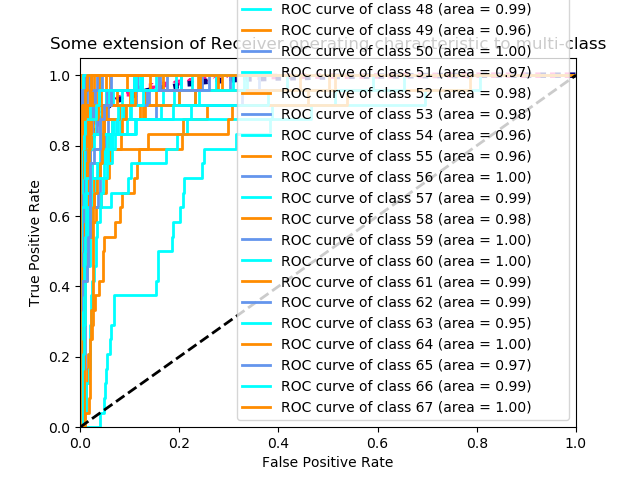 ROC curve of class 48 (area = 0.99)
ROC curve of class 49 (area = 0.96)
Some extension of Receiver operating characteristic to multi-class
ROC curve of class 50 (area = 1.00)
ROC curve of class 51 (area = 0.97)
ROC curve of class 52 (area = 0.98)
ROC curve of class 53 (area = 0.98)
ROC curve of class 54 (area = 0.96)
ROC curve of class 55 (area = 0.96)
ROC curve of class 56 (area = 1.00)
ROC curve of class 57 (area = 0.99)
ROC curve of class 58 (area = 0.98)
ROC curve of class 59 (area = 1.00)
ROC curve of class 60 (area = 1.00)
ROC curve of class 61 (area = 0.99)
ROC curve of class 62 (area = 0.99)
ROC curve of class 63 (area = 0.95)
ROC curve of class 64 (area = 1.00)
ROC curve of class 65 (area = 0.97)
ROC curve of class 66 (area = 0.99)
ROC curve of class 67 (area = 1.00)
1.0
0.8
0.6
0.4
0.2
0.0
True Positive Rate
0.0 0.2 0.4 0.6 0.8 1.0
False Positive Rate